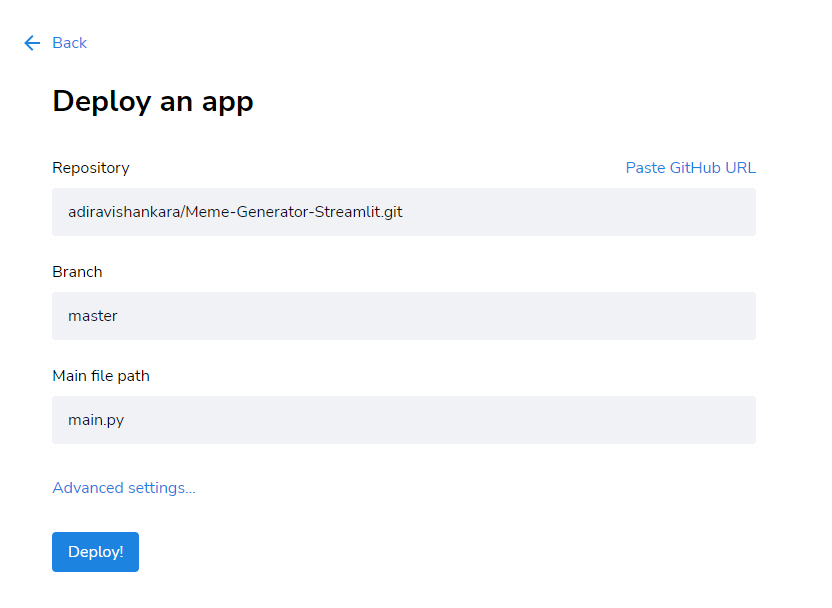 Back
Deploy an app
Repository
Paste GitHub URL
adiravishankara/Meme-Generator-Streamlit.git
Branch
master
Main file path
main.py
Advanced settings...
Deploy!